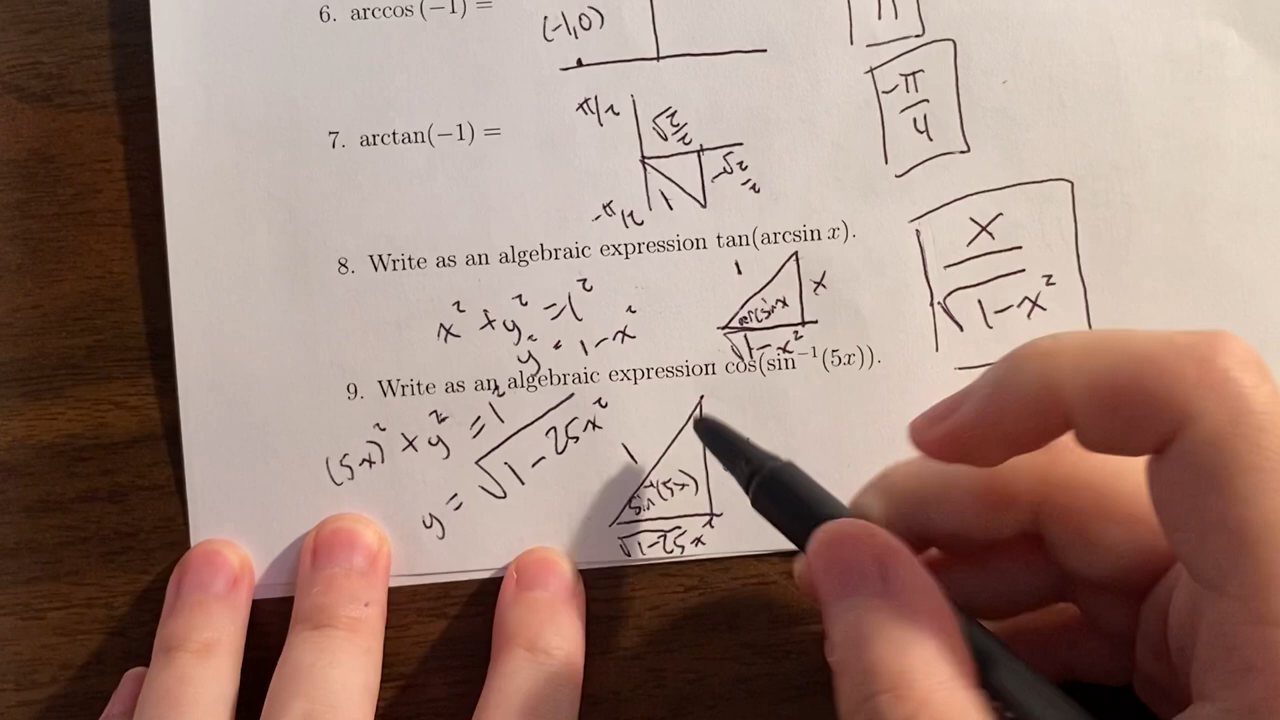 6. arccos(−1) =
(-1,0)
π
7. arctan(−1) =
π/2
√2/2
-√2/2
1
-π/2
-π/4
8. Write as an algebraic expression tan(arcsin x).
x² + y² = 1²
y² = 1-x²
1
x
arcsin x
√1-x²
x/√1-x²
9. Write as an algebraic expression cos(sin⁻¹(5x)).
(5x)² x y² = 1²
y = √1-25x²
1
sin⁻¹(5x)
√1-25x²